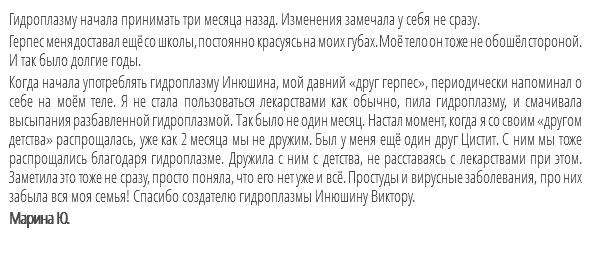 Гидроплазму начала принимать три месяца назад. Изменения замечала у себя не сразу.
Герпес меня доставал ещё со школы, постоянно красуясь на моих губах. Моё тело он тоже не обошёл стороной.
И так было долгие годы.
Когда начала употреблять гидроплазму Инюшина, мой давний «друг герпес», периодически напоминал о
себе на моём теле. Я не стала пользоваться лекарствами как обычно, пила гидроплазму, и смачивала
высыпания разбавленной гидроплазмой. Так было не один месяц. Настал момент, когда я со своим «другом
детства» распрощалась, уже как 2 месяца мы не дружим. Был у меня ещё один друг Цистит. С ним мы тоже
распрощались благодаря гидроплазме. Дружила с ним с детства, не расставаясь с лекарствами при этом.
Заметила это тоже не сразу, просто поняла, что его нет уже и всё. Простуды и вирусные заболевания, про них
забыла вся моя семья! Спасибо создателю гидроплазмы Инюшину Виктору.
Марина Ю.